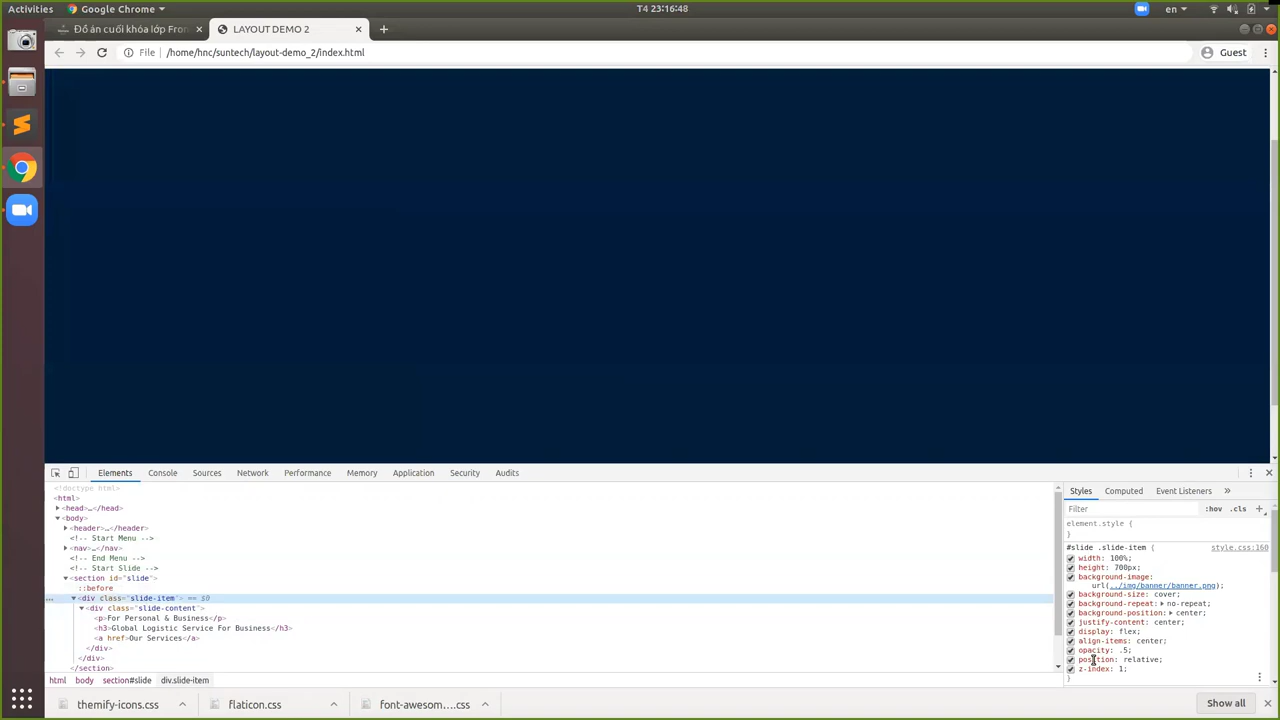 Activities Google Chrome T4 23:16:48 en
Đồ án cuối khóa lớp Fron LAYOUT DEMO 2
File /home/hnc/suntech/layout-demo_2/index.html Guest
Elements Console Sources Network Performance Memory Application Security Audits
<!doctype html>
<html>
<head>…</head>
<body>
<header>…</header>
<!-- Start Menu -->
<nav>…</nav>
<!-- End Menu -->
<!-- Start Slide -->
<section id="slide">
::before
… <div class="slide-item"> == $0
<div class="slide-content">
<p>For Personal & Business</p>
<h3>Global Logistic Service For Business</h3>
<a href>Our Services</a>
</div>
</div>
</section>
html body section#slide div.slide-item
Styles Computed Event Listeners »
Filter :hov .cls +
element.style {
}
#slide .slide-item { style.css:160
width: 100%;
height: 700px;
background-image:
url(../img/banner/banner.png);
background-size: cover;
background-repeat: no-repeat;
background-position: center;
justify-content: center;
display: flex;
align-items: center;
opacity: .5;
position: relative;
z-index: 1;
}
themify-icons.css flaticon.css font-awesom….css Show all